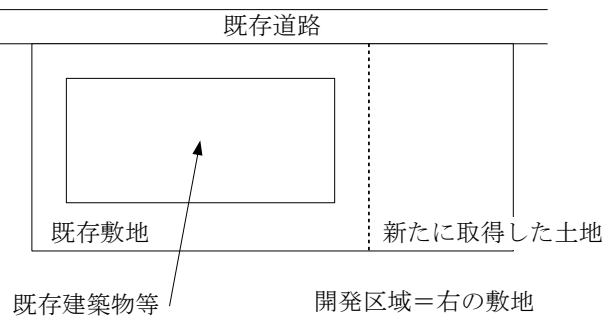 既存道路
既存敷地
新たに取得した土地
既存建築物等
開発区域＝右の敷地